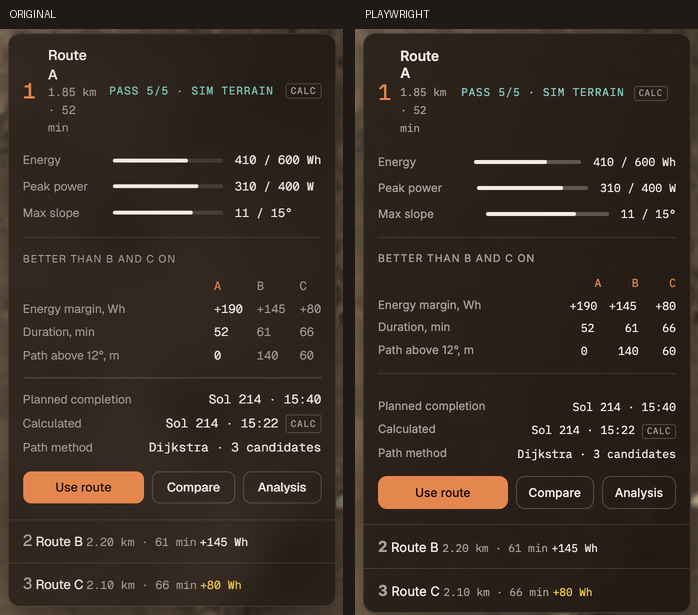 ORIGINAL
Route
A
1
1.85 km
· 52
min
PASS 5/5 · SIM TERRAIN
CALC
Energy 410 / 600 Wh
Peak power 310 / 400 W
Max slope 11 / 15°
BETTER THAN B AND C ON
A B C
Energy margin, Wh +190 +145 +80
Duration, min 52 61 66
Path above 12°, m 0 140 60
Planned completion Sol 214 · 15:40
Calculated Sol 214 · 15:22 CALC
Path method Dijkstra · 3 candidates
Use route Compare Analysis
2 Route B 2.20 km · 61 min +145 Wh
3 Route C 2.10 km · 66 min +80 Wh
PLAYWRIGHT
Route
A
1
1.85 km
· 52
min
PASS 5/5 · SIM TERRAIN
CALC
Energy 410 / 600 Wh
Peak power 310 / 400 W
Max slope 11 / 15°
BETTER THAN B AND C ON
A B C
Energy margin, Wh +190 +145 +80
Duration, min 52 61 66
Path above 12°, m 0 140 60
Planned completion Sol 214 · 15:40
Calculated Sol 214 · 15:22 CALC
Path method Dijkstra · 3 candidates
Use route Compare Analysis
2 Route B 2.20 km · 61 min +145 Wh
3 Route C 2.10 km · 66 min +80 Wh